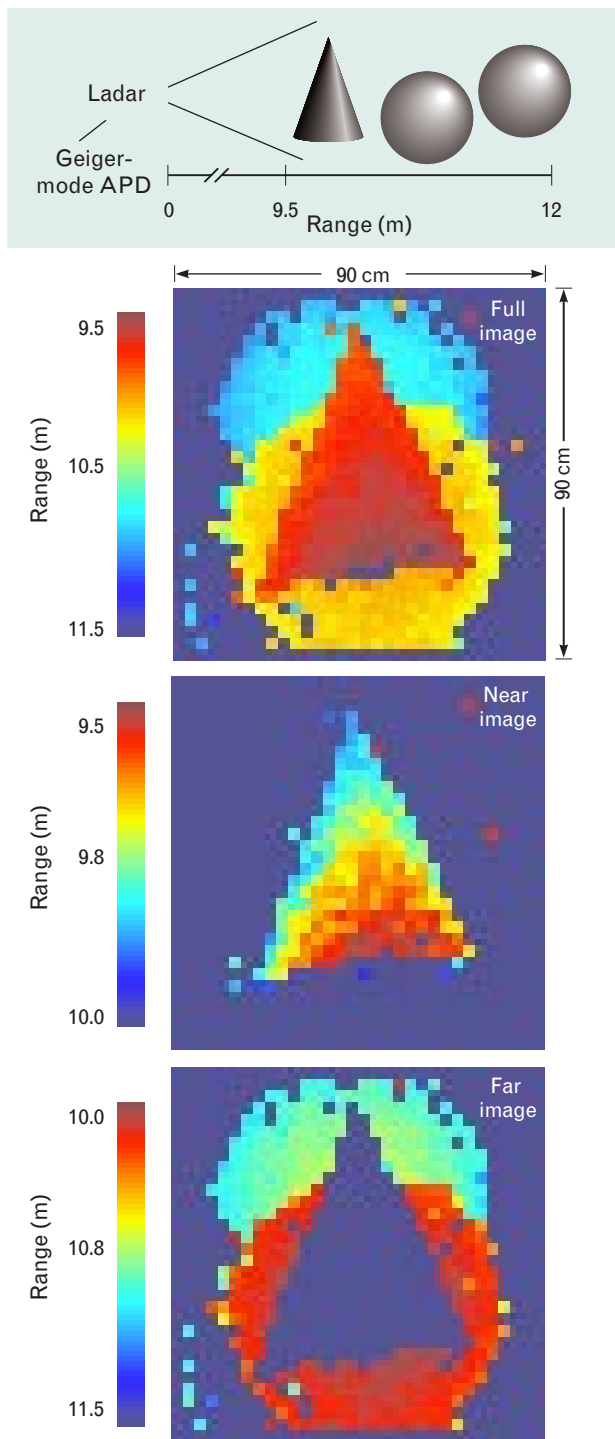 Ladar
Geiger-
mode APD
0
9.5
12
Range (m)
90 cm
Full
image
90 cm
9.5
10.5
11.5
Range (m)
Near
image
9.5
9.8
10.0
Range (m)
Far
image
10.0
10.8
11.5
Range (m)